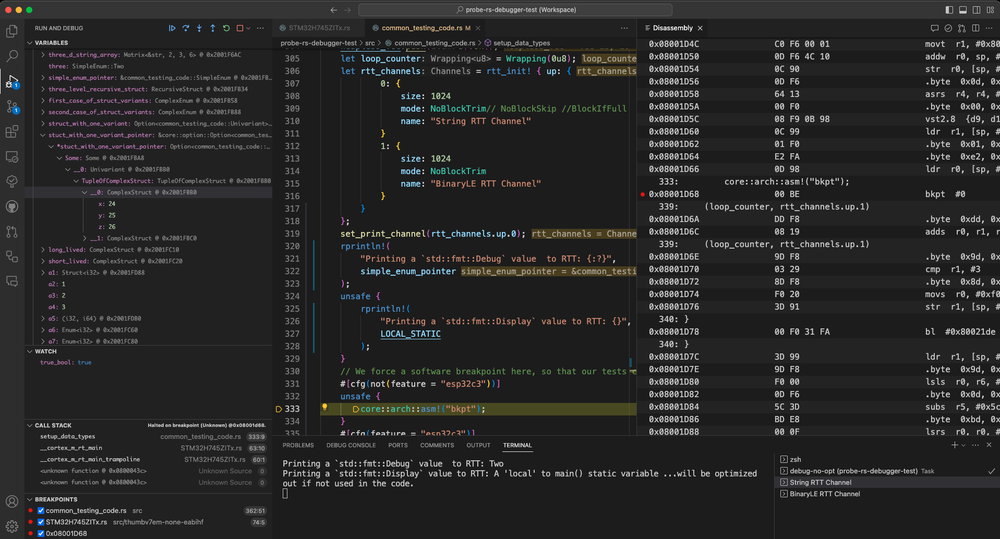 probe-rs-debugger-test (Workspace)
RUN AND DEBUG
VARIABLES
three_d_string_array: Matrix<&str, 2, 3, 6> @ 0x2001F6AC
three: SimpleEnum::Two
simple_enum_pointer: &common_testing_code::SimpleEnum @ 0x2001FB…
three_level_recursive_struct: RecursiveStruct @ 0x2001FB34
first_case_of_struct_variants: ComplexEnum @ 0x2001FB58
second_case_of_struct_variants: ComplexEnum @ 0x2001FB88
struct_with_one_variant: Option<common_testing_code::Univariant>…
stuct_with_one_variant_pointer: &core::option::Option<common_tes…
*stuct_with_one_variant_pointer: Option<common_testing_code::…
Some: Some @ 0x2001FBA8
__0: Univariant @ 0x2001FBB0
TupleOfComplexStruct: TupleOfComplexStruct @ 0x2001FBB0
__0: ComplexStruct @ 0x2001FBB0
x: 24
y: 25
z: 26
__1: ComplexStruct @ 0x2001FBC0
long_lived: ComplexStruct @ 0x2001FC10
short_lived: ComplexStruct @ 0x2001FC20
a1: Struct<i32> @ 0x2001FD88
a2: 1
a3: 2
a4: 3
a5: (i32, i64) @ 0x2001FDB0
a6: Enum<i32> @ 0x2001FC60
a7: Enum<i32> @ 0x2001FC80
WATCH
true_bool: true
CALL STACK Halted on breakpoint (Unknown) @0x08001d68.
setup_data_types common_testing_code.rs 333:9
__cortex_m_rt_main STM32H745ZITx.rs 63:10
__cortex_m_rt_main_trampoline STM32H745ZITx.rs 60:1
<unknown function @ 0x0800043c> Unknown Source 0
<unknown function @ 0x0800043c> Unknown Source 0
BREAKPOINTS
common_testing_code.rs src 362:51
STM32H745ZITx.rs src/thumbv7em-none-eabihf 74:5
0x08001D68
1
1
STM32H745ZITx.rs common_testing_code.rs M
probe-rs-debugger-test > src > common_testing_code.rs > setup_data_types
305 let loop_counter: Wrapping<u8> = Wrapping(0u8); loop_counte
306 let rtt_channels: Channels = rtt_init! { up: { rtt_channels
307 0: {
308 size: 1024
309 mode: NoBlockTrim// NoBlockSkip //BlockIfFull
310 name: "String RTT Channel"
311 }
312 1: {
313 size: 1024
314 mode: NoBlockTrim
315 name: "BinaryLE RTT Channel"
316 }
317 }
318 };
319 set_print_channel(rtt_channels.up.0); rtt_channels = Channe
320 rprintln!(
321 "Printing a `std::fmt::Debug` value  to RTT: {:?}",
322 simple_enum_pointer simple_enum_pointer = &common_testi
323 );
324 unsafe {
325 rprintln!(
326 "Printing a `std::fmt::Display` value to RTT: {}",
327 LOCAL_STATIC
328 );
329 }
330 // We force a software breakpoint here, so that our tests c
331 #[cfg(not(feature = "esp32c3"))]
332 unsafe {
333 core::arch::asm!("bkpt");
334 }
335 #[cfg(feature = "esp32c3")]
Disassembly
0x08001D4C C0 F6 00 01 movt r1, #0x80
0x08001D50 0D F6 4C 10 addw r0, sp, #
0x08001D54 0C 90 str r0, [sp, #
0x08001D56 0D F6 .byte 0x0d, 0x
0x08001D58 64 13 asrs r4, r4, #
0x08001D5A 00 F0 .byte 0x00, 0x
0x08001D5C 08 F9 0B 98 vst2.8 {d9, d1
0x08001D60 0C 99 ldr r1, [sp, #
0x08001D62 01 F0 .byte 0x01, 0x
0x08001D64 E2 FA .byte 0xe2, 0x
0x08001D66 0D 98 ldr r0, [sp, #
333: core::arch::asm!("bkpt");
0x08001D68 00 BE bkpt #0
339: (loop_counter, rtt_channels.up.1)
0x08001D6A DD F8 .byte 0xdd, 0x
0x08001D6C 08 19 adds r0, r1, r
339: (loop_counter, rtt_channels.up.1)
0x08001D6E 9D F8 .byte 0x9d, 0x
0x08001D70 03 29 cmp r1, #3
0x08001D72 8D F8 .byte 0x8d, 0x
0x08001D74 F0 20 movs r0, #0xf0
0x08001D76 3D 91 str r1, [sp, #
340: }
0x08001D78 00 F0 31 FA bl #0x80021de
340: }
0x08001D7C 3D 99 ldr r1, [sp, #
0x08001D7E 9D F8 .byte 0x9d, 0x
0x08001D80 F0 00 lsls r0, r6, #
0x08001D82 0D F6 .byte 0x0d, 0x
0x08001D84 5C 3D subs r5, #0x5c
0x08001D86 BD E8 .byte 0xbd, 0x
0x08001D88 00 0F lsrs r0, r0, #
PROBLEMS DEBUG CONSOLE PORTS COMMENTS OUTPUT TERMINAL
Printing a `std::fmt::Debug` value  to RTT: Two
Printing a `std::fmt::Display` value to RTT: A 'local' to main() static variable ...will be optimized
out if not used in the code.
zsh
debug-no-opt (probe-rs-debugger-test) Task
String RTT Channel
BinaryLE RTT Channel